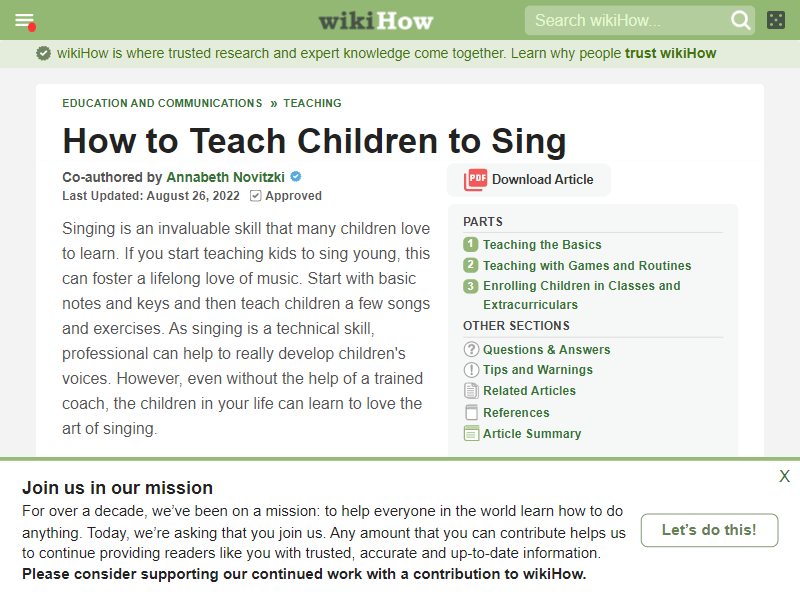 wikiHow
Search wikiHow...
wikiHow is where trusted research and expert knowledge come together. Learn why people trust wikiHow
EDUCATION AND COMMUNICATIONS » TEACHING
How to Teach Children to Sing
Co-authored by Annabeth Novitzki
Last Updated: August 26, 2022 Approved
PDF Download Article
Singing is an invaluable skill that many children love
to learn. If you start teaching kids to sing young, this
can foster a lifelong love of music. Start with basic
notes and keys and then teach children a few songs
and exercises. As singing is a technical skill,
professional can help to really develop children's
voices. However, even without the help of a trained
coach, the children in your life can learn to love the
art of singing.
PARTS
1 Teaching the Basics
2 Teaching with Games and Routines
3 Enrolling Children in Classes and
Extracurriculars
OTHER SECTIONS
Questions & Answers
Tips and Warnings
Related Articles
References
Article Summary
X
Join us in our mission
For over a decade, we've been on a mission: to help everyone in the world learn how to do
anything. Today, we're asking that you join us. Any amount that you can contribute helps us
to continue providing readers like you with trusted, accurate and up-to-date information.
Please consider supporting our continued work with a contribution to wikiHow.
Let's do this!